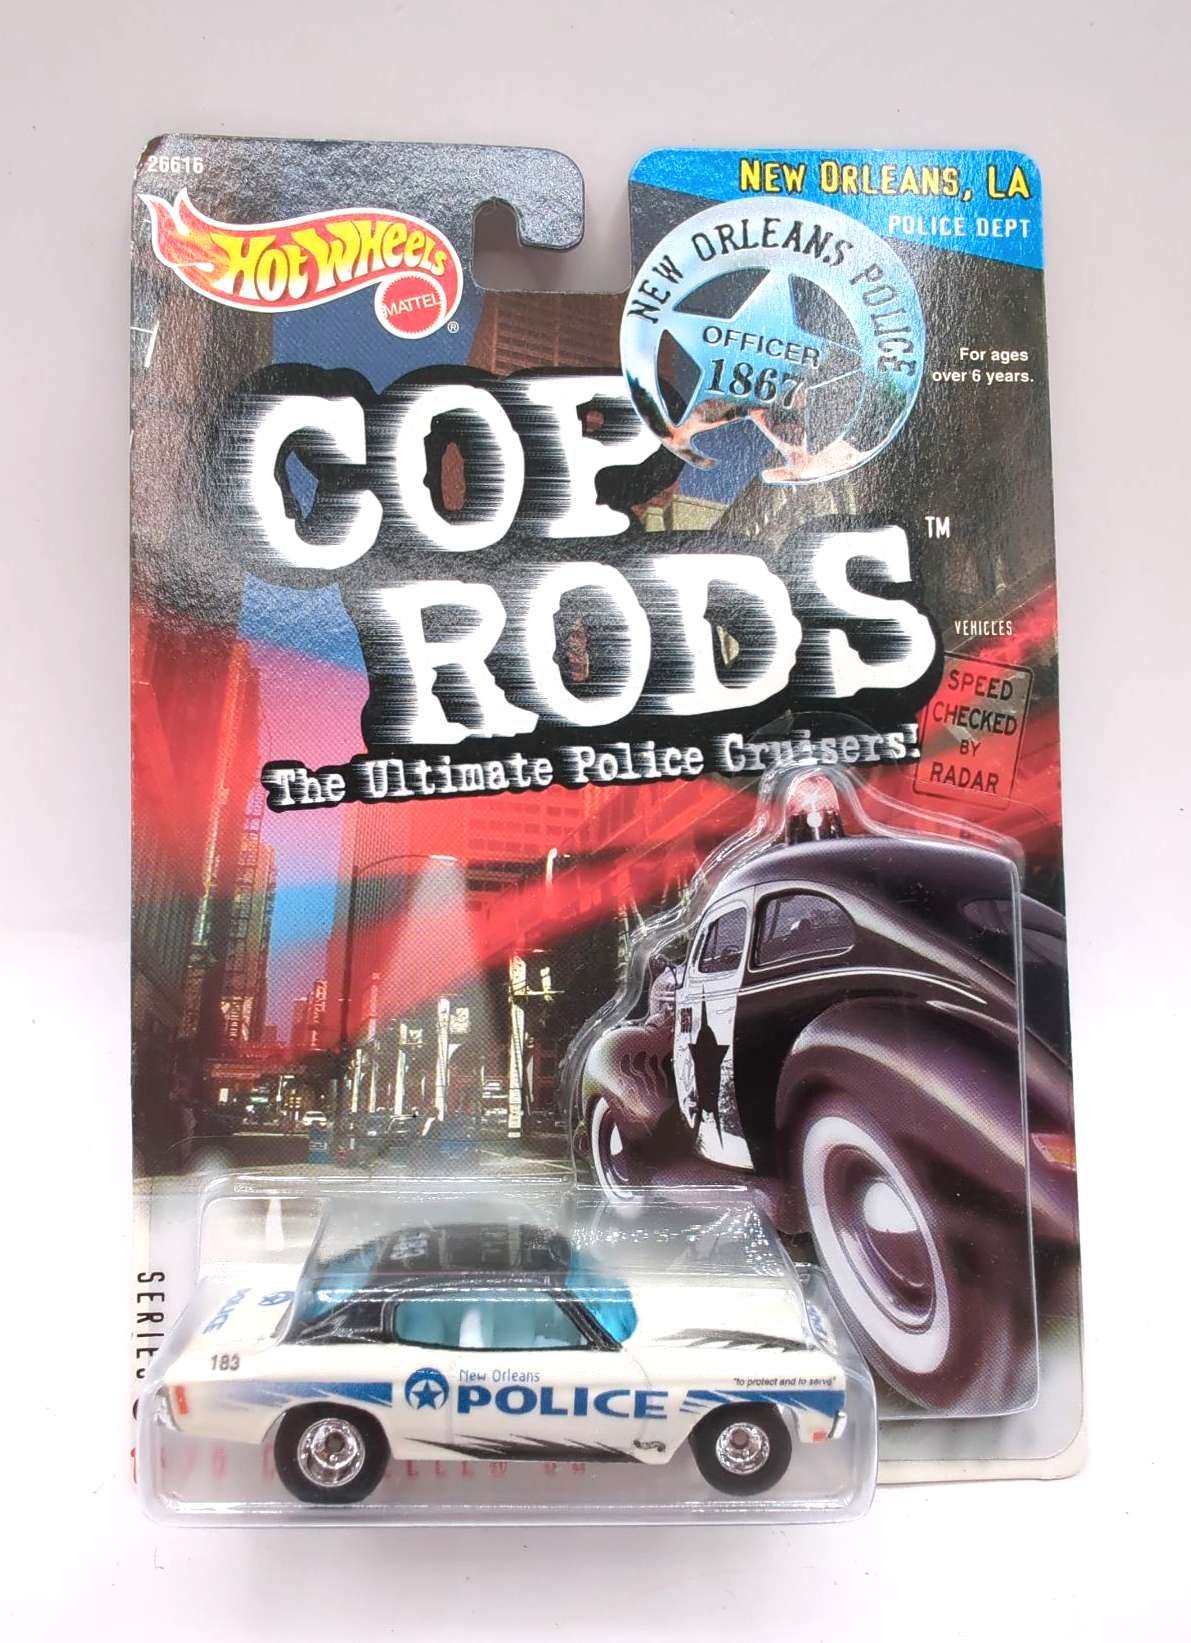 26616
Hot Wheels
MATTEL
®
NEW ORLEANS, LA
POLICE DEPT
NEW ORLEANS POLICE
OFFICER
1867
For ages
over 6 years.
COP
RODS
™
VEHICLES
The Ultimate Police Cruisers!
SPEED
CHECKED
BY
RADAR
SERIES
POLICE
183
New Orleans
POLICE
"to protect and to serve"